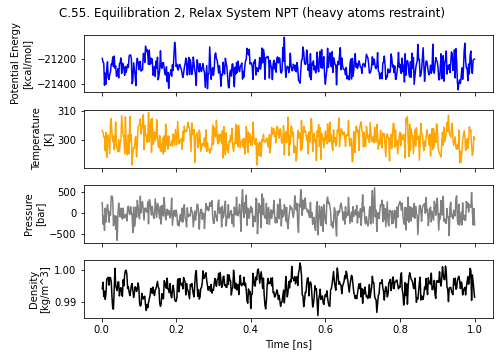 C.55. Equilibration 2, Relax System NPT (heavy atoms restraint)
Potential Energy
[kcal/mol]
−21200
−21400
Temperature
[K]
310
300
Pressure
[bar]
500
0
−500
Density
[kg/m^3]
1.00
0.99
0.0 0.2 0.4 0.6 0.8 1.0
Time [ns]